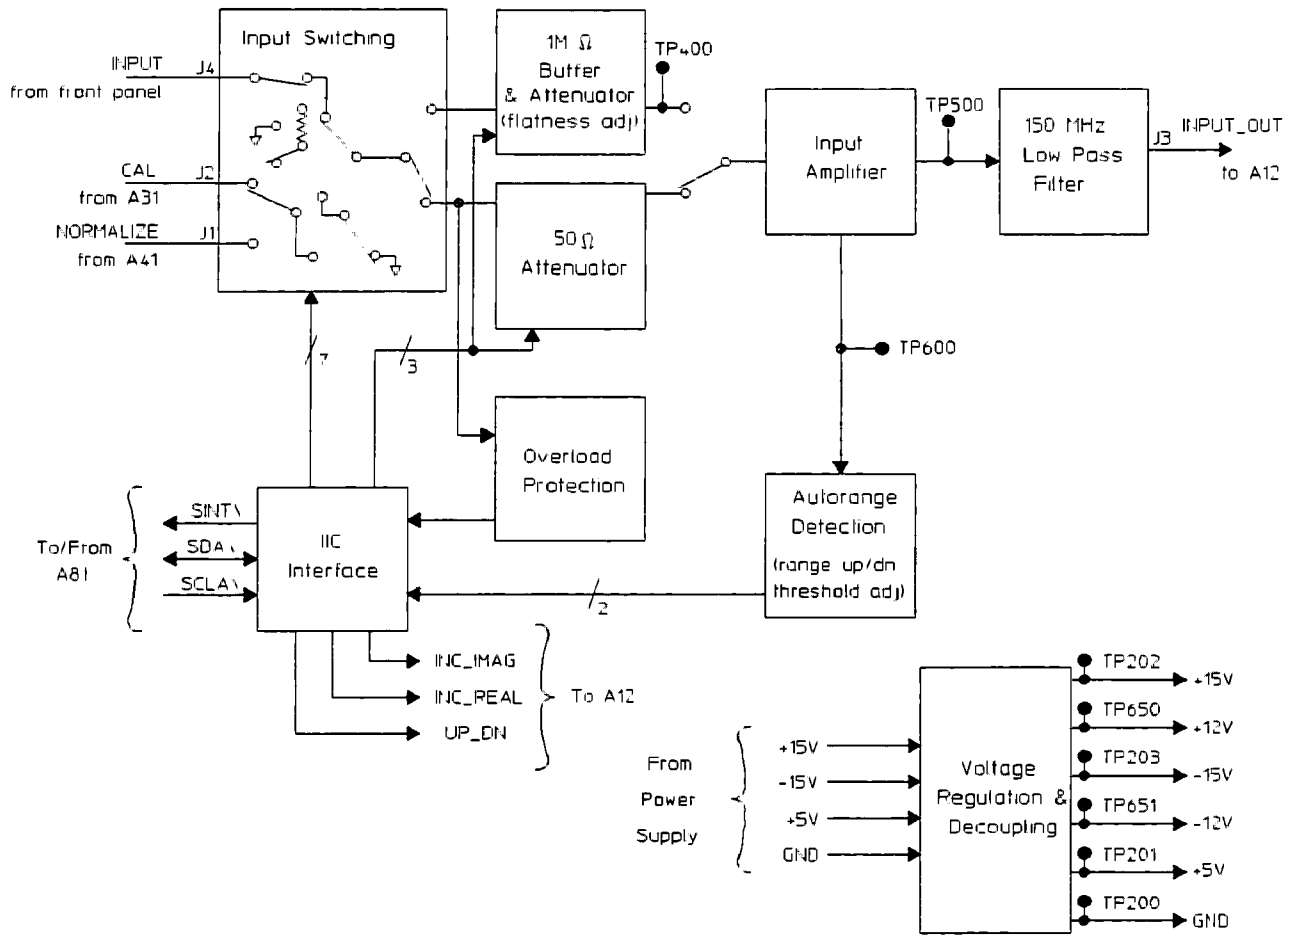 Input Switching
INPUT
J4
from front panel
CAL
J2
from A31
NORMALIZE
J1
from A41
1M Ω
Buffer
& Attenuator
(flatness adj)
TP400
50Ω
Attenuator
Input
Amplifier
TP500
150 MHz
Low Pass
Filter
J3
INPUT_OUT
to A12
TP600
7
3
Overload
Protection
Autorange
Detection
(range up/dn
threshold adj)
To/From
A81
SINT\
SDA\
SCLA\
IIC
Interface
2
INC_IMAG
INC_REAL
UP_DN
To A12
From
Power
Supply
+15V
-15V
+5V
GND
Voltage
Regulation &
Decoupling
TP202
+15V
TP650
+12V
TP203
-15V
TP651
-12V
TP201
+5V
TP200
GND